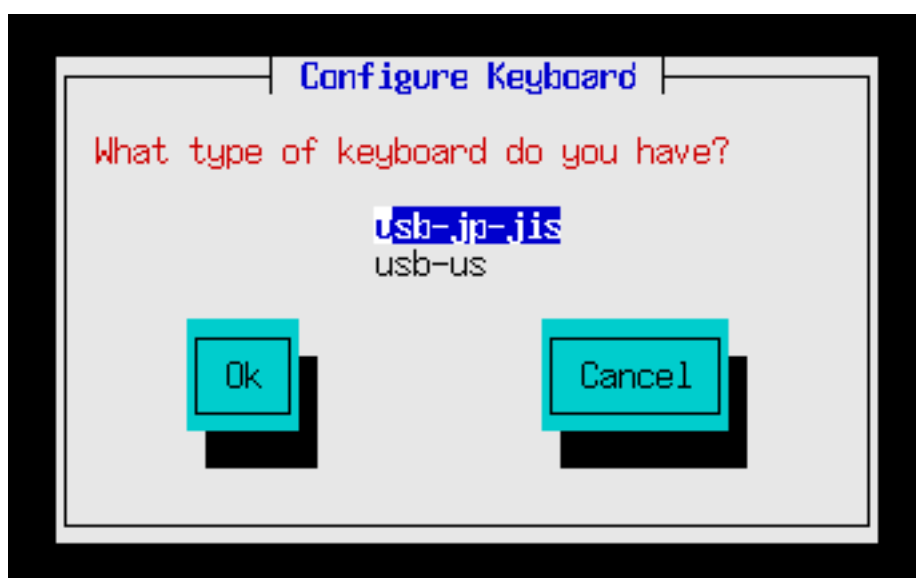 Configure Keyboard
What type of keyboard do you have?
usb-jp-jis
usb-us
Ok Cancel